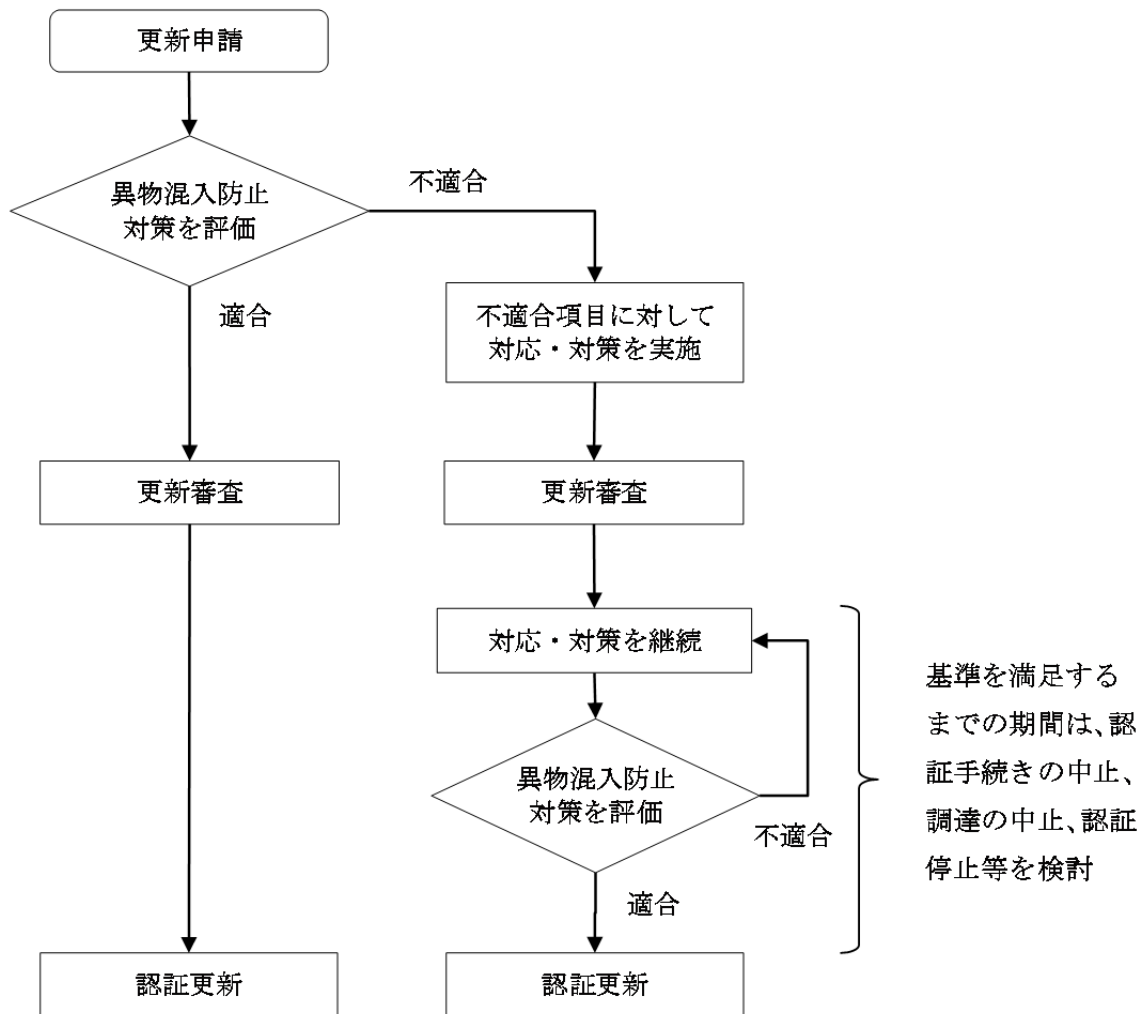 更新申請
異物混入防止
対策を評価
不適合
適合
不適合項目に対して
対応・対策を実施
更新審査
更新審査
対応・対策を継続
異物混入防止
対策を評価
不適合
適合
基準を満足する
までの期間は、認
証手続きの中止、
調達の中止、認証
停止等を検討
認証更新
認証更新